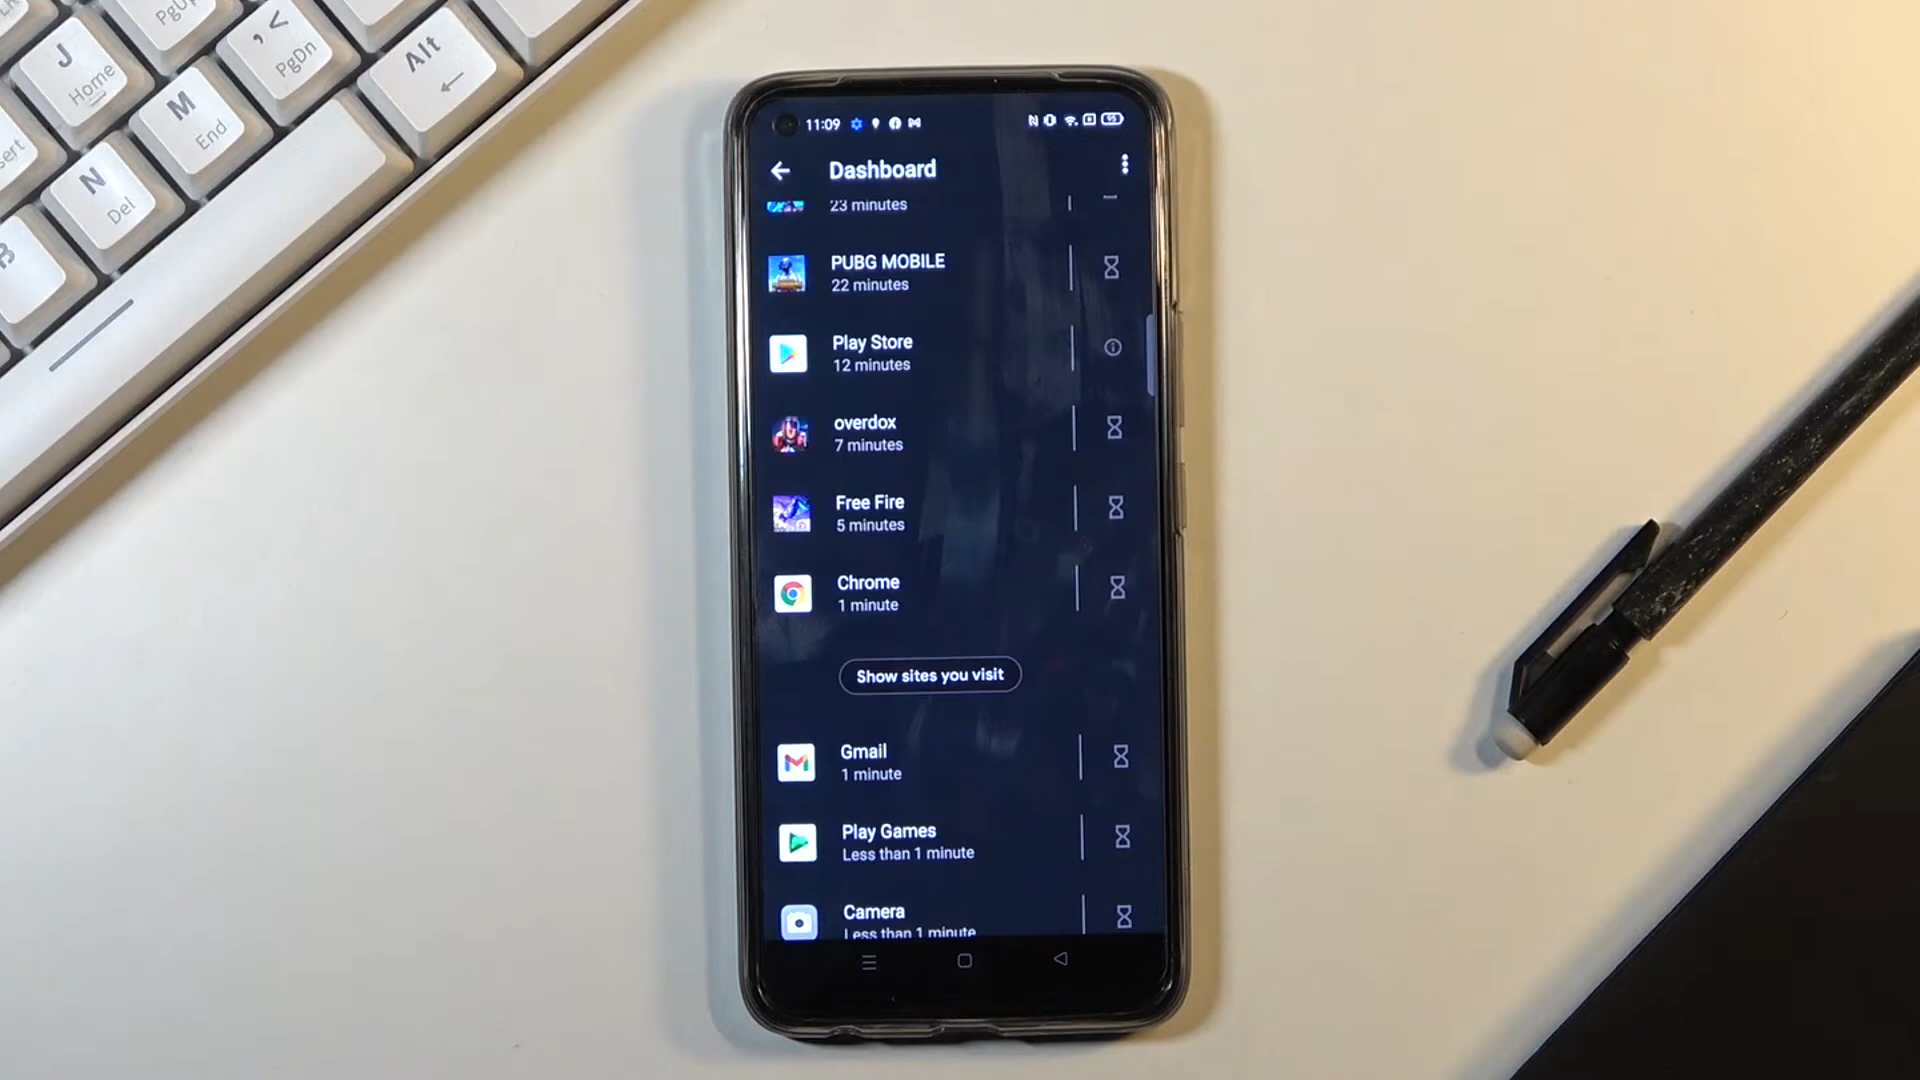 PgUp
J
Home
, <
PgDn
Alt
M
End
N
Del
B
11:09
95
Dashboard
23 minutes
PUBG MOBILE
22 minutes
Play Store
12 minutes
overdox
7 minutes
Free Fire
5 minutes
Chrome
1 minute
Show sites you visit
Gmail
1 minute
Play Games
Less than 1 minute
Camera
Less than 1 minute